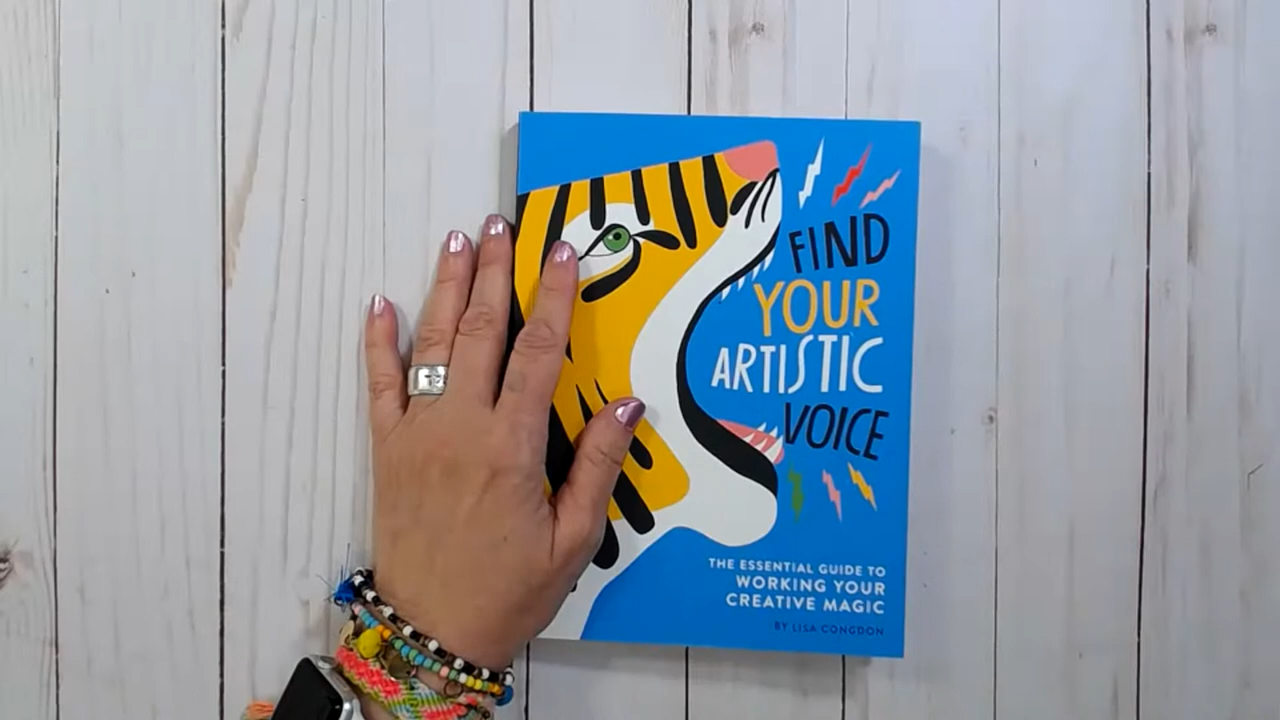 FIND
YOUR
ARTISTIC
VOICE
THE ESSENTIAL GUIDE TO
WORKING YOUR
CREATIVE MAGIC
BY LISA CONGDON